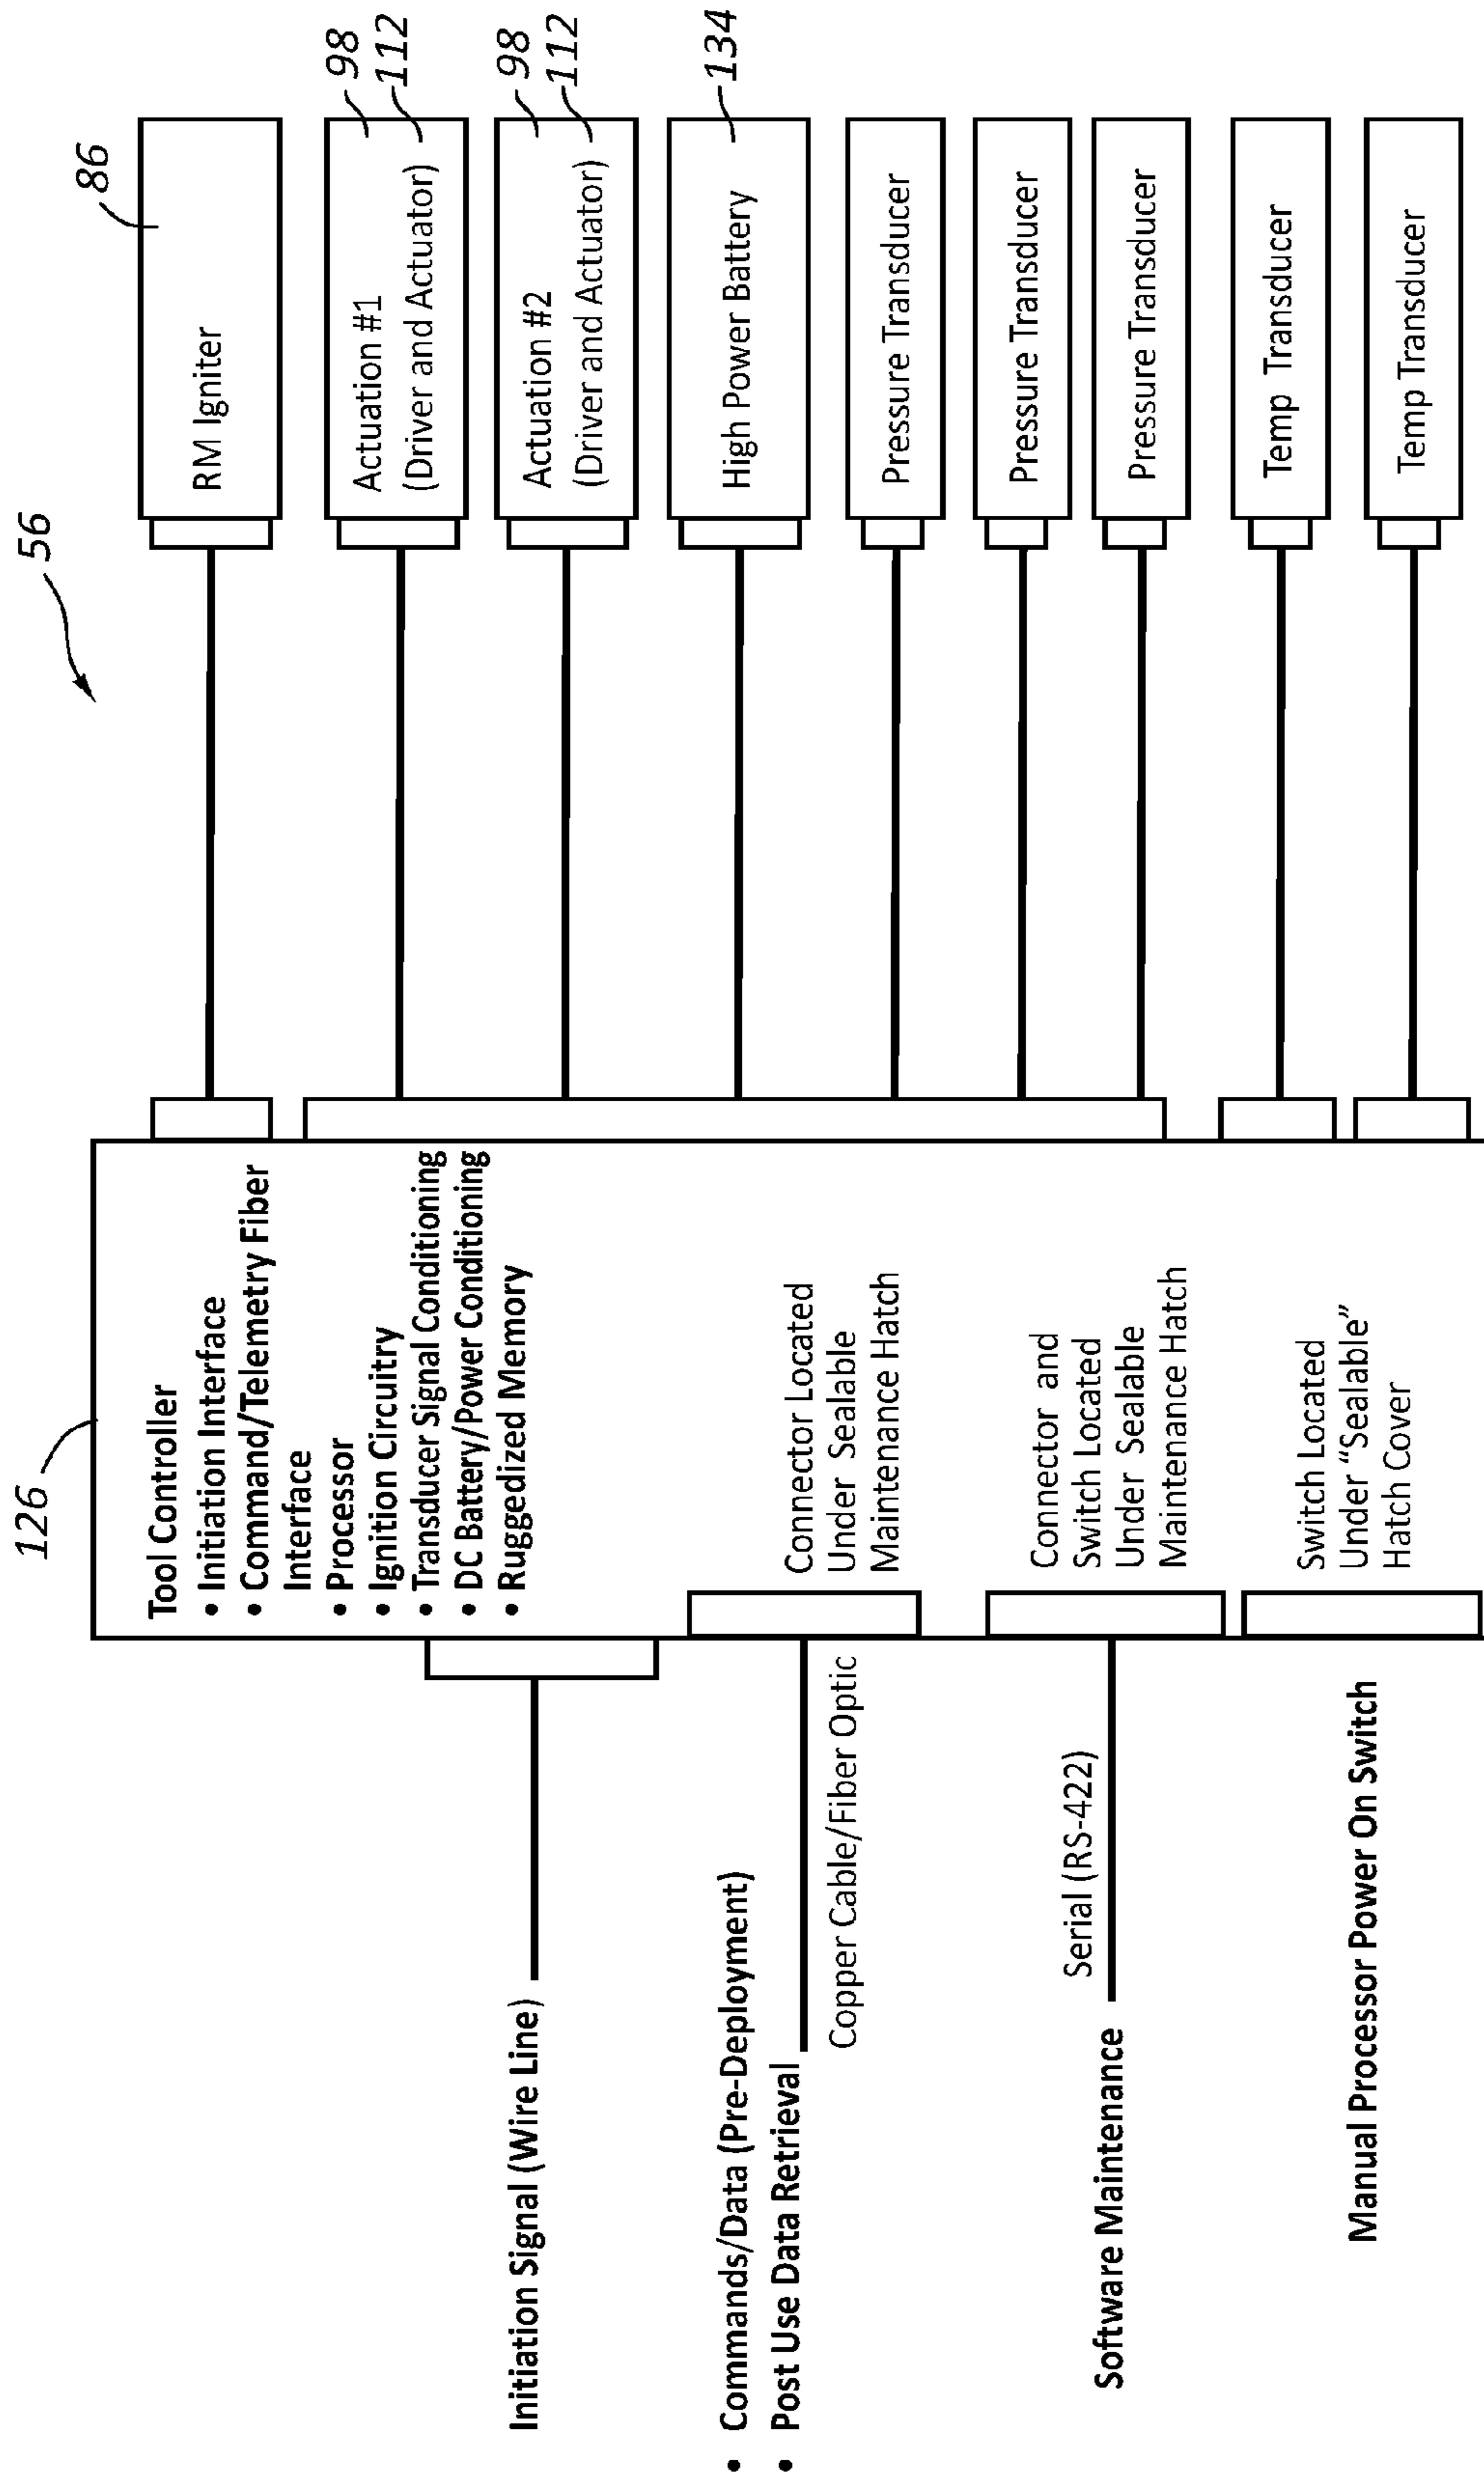 56
126
Tool Controller
• Initiation Interface
• Command/Telemetry Fiber
Interface
• Processor
• Ignition Circuitry
• Transducer Signal Conditioning
• DC Battery/Power Conditioning
• Ruggedized Memory
Connector Located
Under Sealable
Maintenance Hatch
Connector and
Switch Located
Under Sealable
Maintenance Hatch
Switch Located
Under “Sealable”
Hatch Cover
Initiation Signal (Wire Line)
• Commands/Data (Pre-Deployment)
• Post Use Data Retrieval
Copper Cable/Fiber Optic
Serial (RS-422)
Software Maintenance
Manual Processor Power On Switch
86
RM Igniter
98
Actuation #1
112
(Driver and Actuator)
98
Actuation #2
112
(Driver and Actuator)
134
High Power Battery
Pressure Transducer
Pressure Transducer
Pressure Transducer
Temp Transducer
Temp Transducer